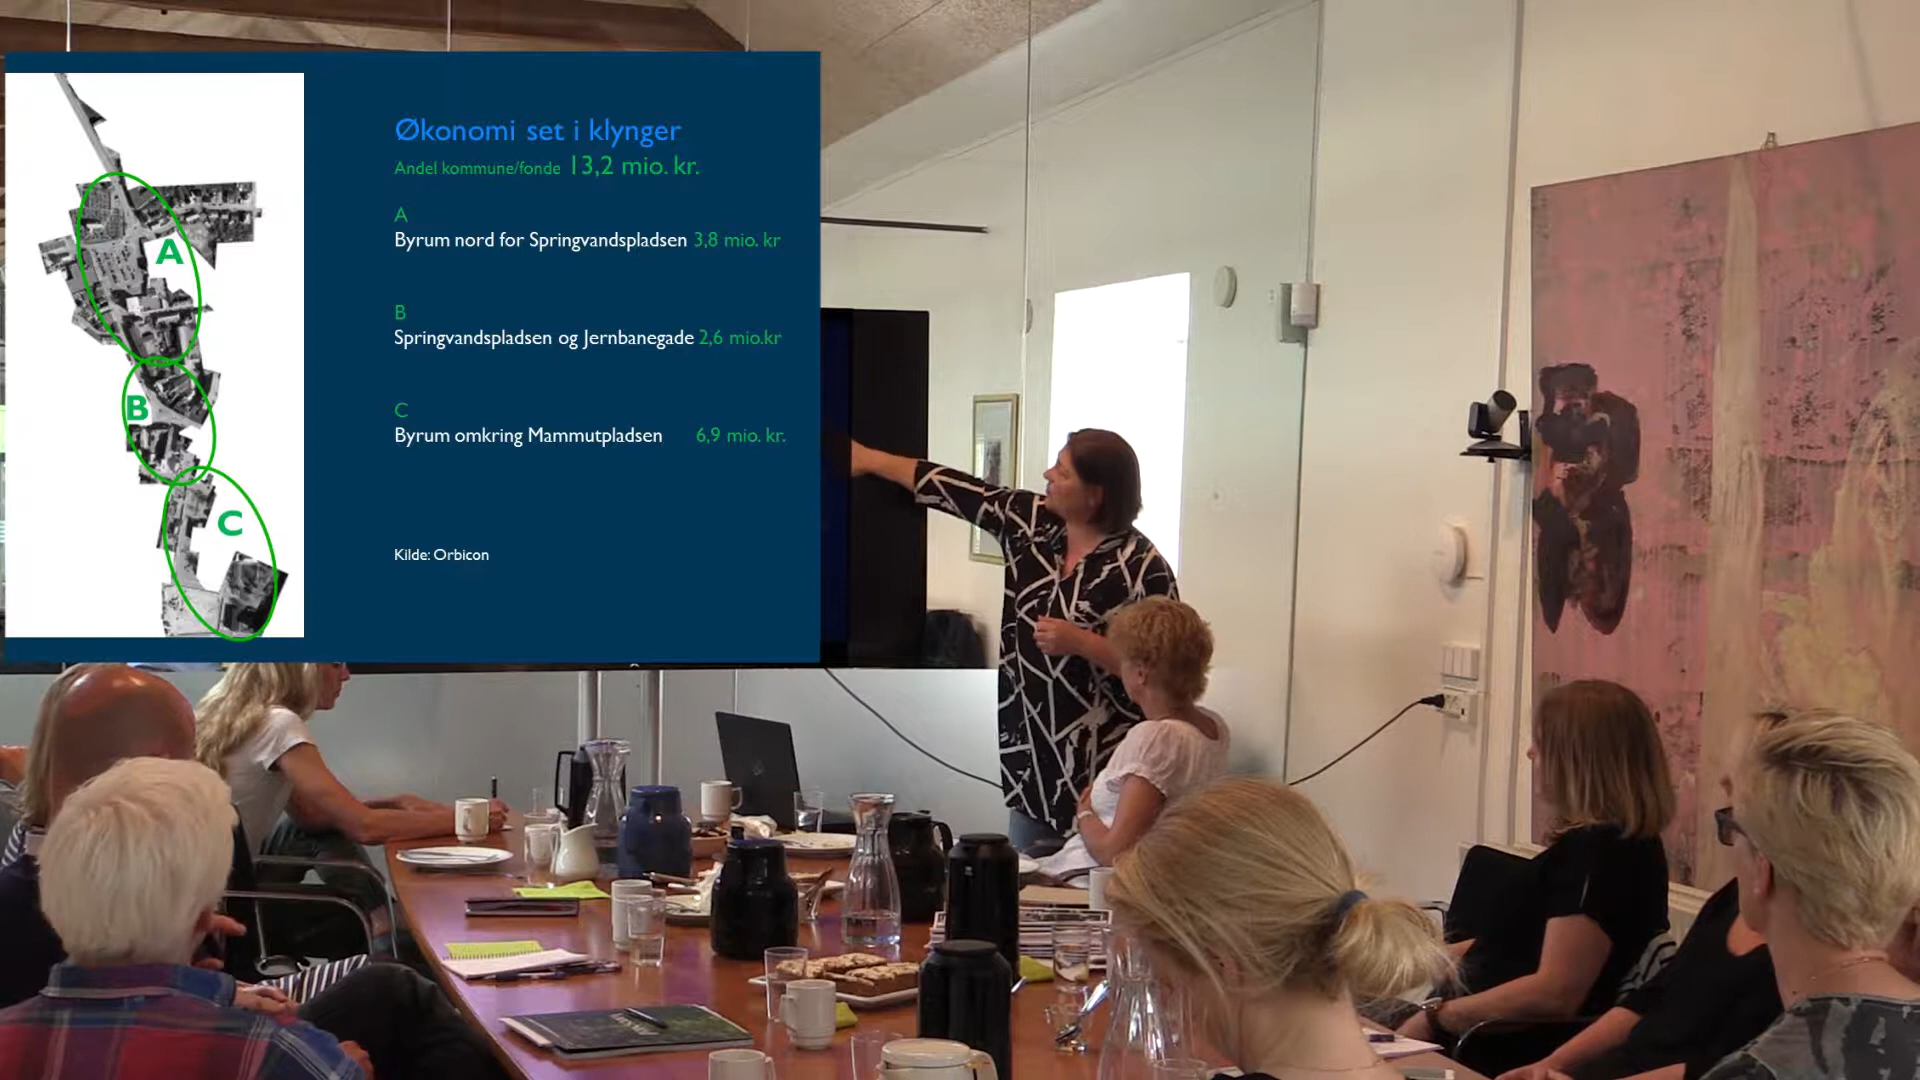 Økonomi set i klynger
Andel kommune/fonde 13,2 mio. kr.
A
Byrum nord for Springvandspladsen 3,8 mio. kr
B
Springvandspladsen og Jernbanegade 2,6 mio.kr
C
Byrum omkring Mammutpladsen 6,9 mio. kr.
Kilde: Orbicon
A
B
C